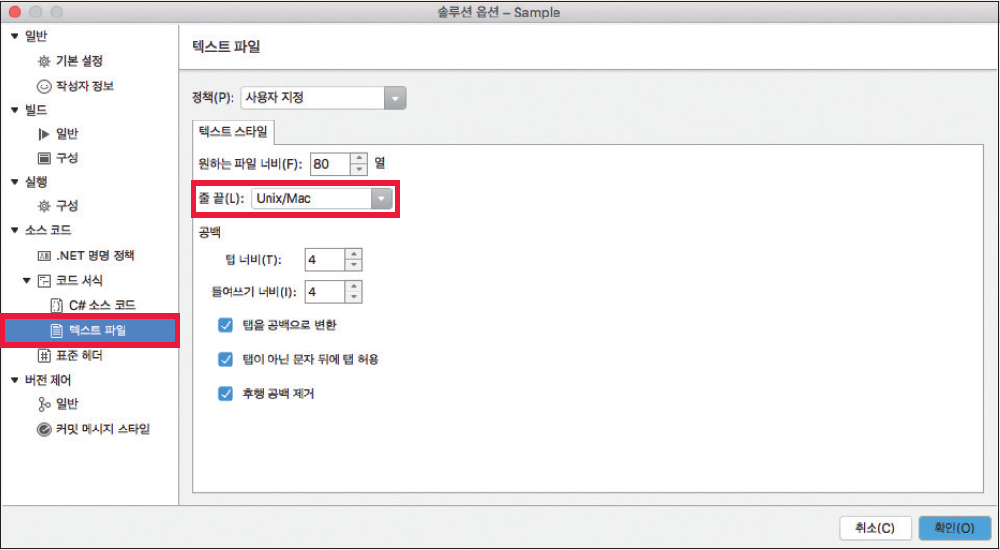 솔루션 옵션 – Sample
일반
기본 설정
작성자 정보
빌드
일반
구성
실행
구성
소스 코드
.NET 명명 정책
코드 서식
C# 소스 코드
텍스트 파일
표준 헤더
버전 제어
일반
커밋 메시지 스타일
텍스트 파일
정책(P): 사용자 지정
텍스트 스타일
원하는 파일 너비(F): 80 열
줄 끝(L): Unix/Mac
공백
탭 너비(T): 4
들여쓰기 너비(I): 4
탭을 공백으로 변환
탭이 아닌 문자 뒤에 탭 허용
후행 공백 제거
취소(C) 확인(O)